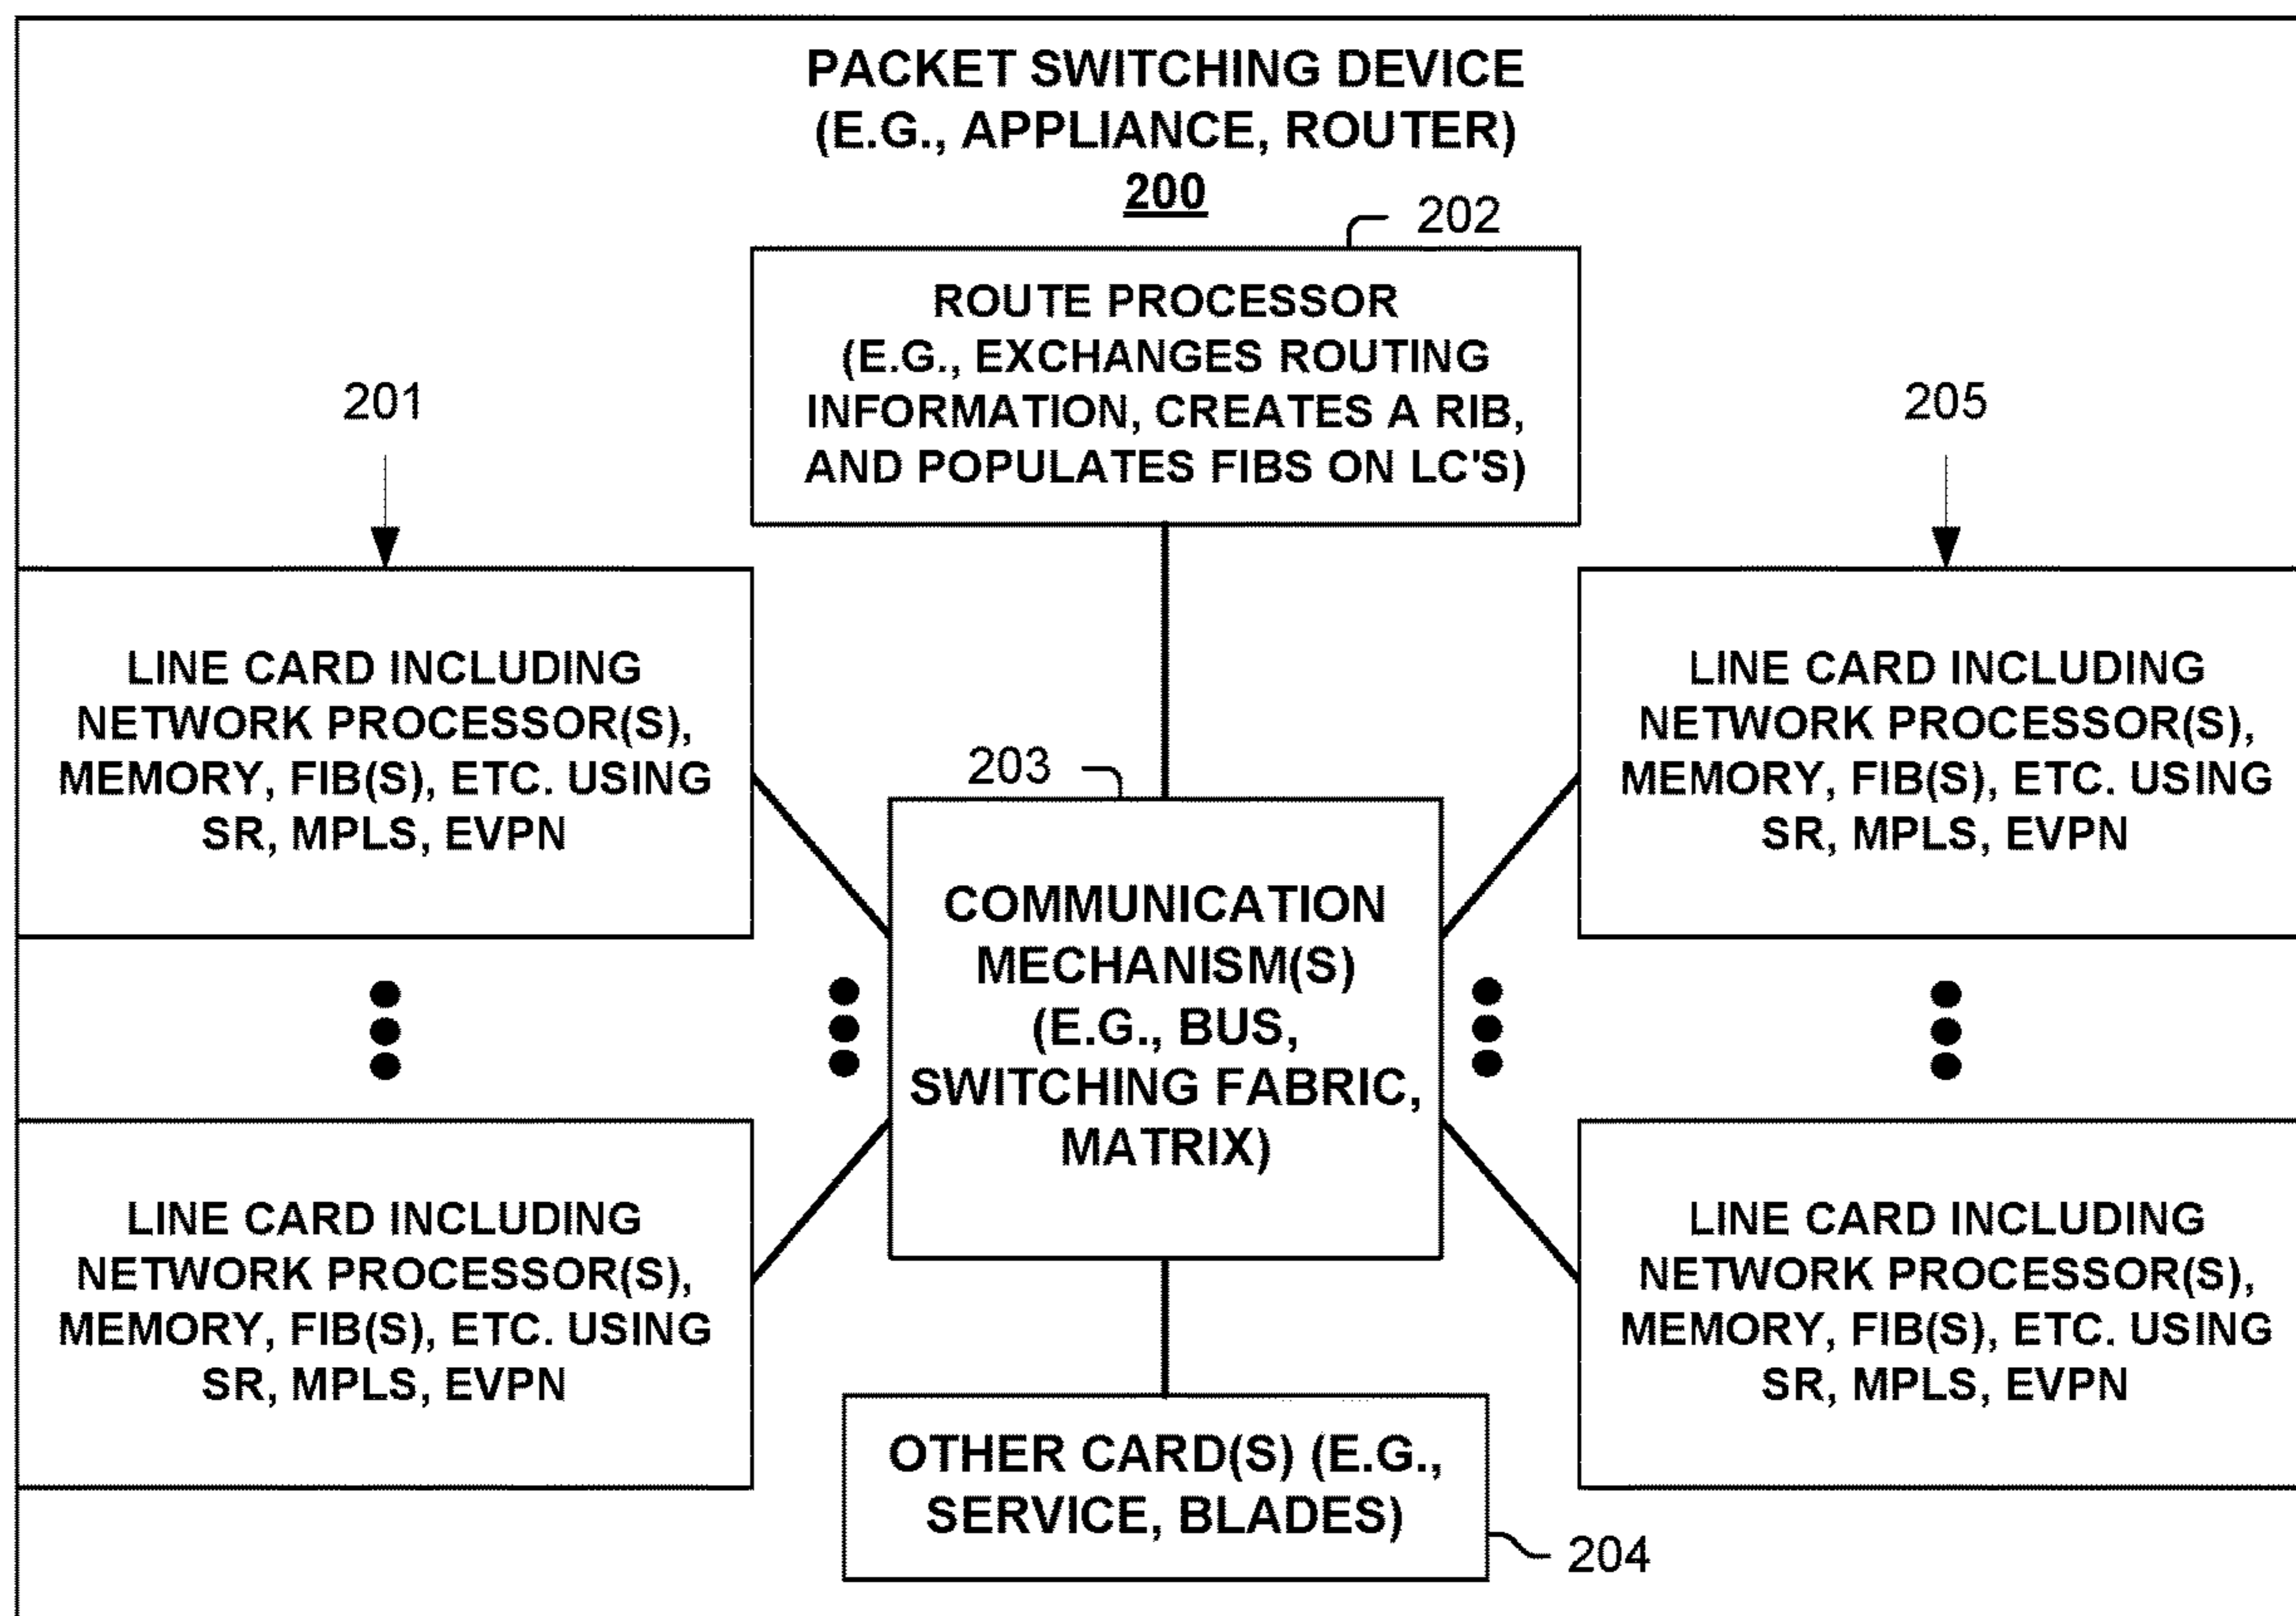 PACKET SWITCHING DEVICE
(E.G., APPLIANCE, ROUTER)
200
202
ROUTE PROCESSOR
(E.G., EXCHANGES ROUTING
INFORMATION, CREATES A RIB,
AND POPULATES FIBS ON LC'S)
201
205
LINE CARD INCLUDING
NETWORK PROCESSOR(S),
MEMORY, FIB(S), ETC. USING
SR, MPLS, EVPN
LINE CARD INCLUDING
NETWORK PROCESSOR(S),
MEMORY, FIB(S), ETC. USING
SR, MPLS, EVPN
203
COMMUNICATION
MECHANISM(S)
(E.G., BUS,
SWITCHING FABRIC,
MATRIX)
LINE CARD INCLUDING
NETWORK PROCESSOR(S),
MEMORY, FIB(S), ETC. USING
SR, MPLS, EVPN
LINE CARD INCLUDING
NETWORK PROCESSOR(S),
MEMORY, FIB(S), ETC. USING
SR, MPLS, EVPN
OTHER CARD(S) (E.G.,
SERVICE, BLADES)
204